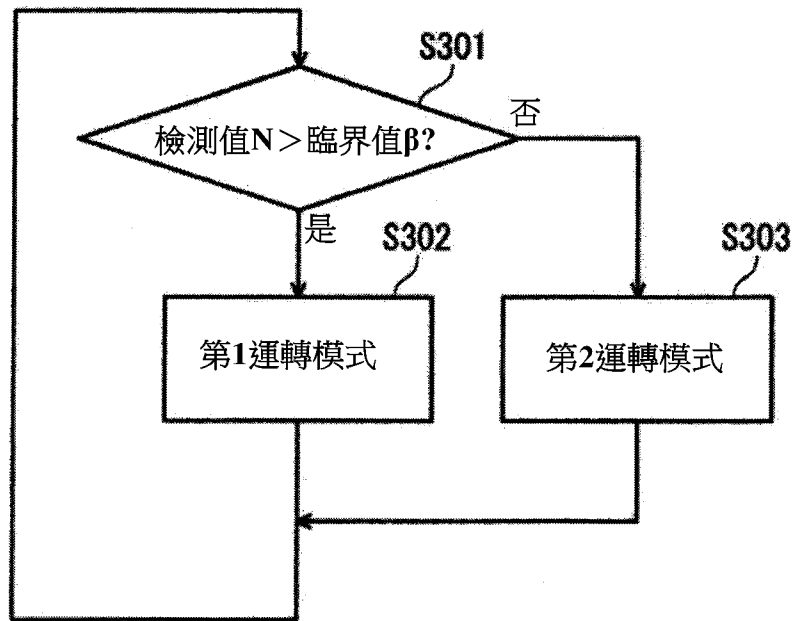 S301
檢測值N＞臨界值β?
否
是
S302
S303
第1運轉模式
第2運轉模式